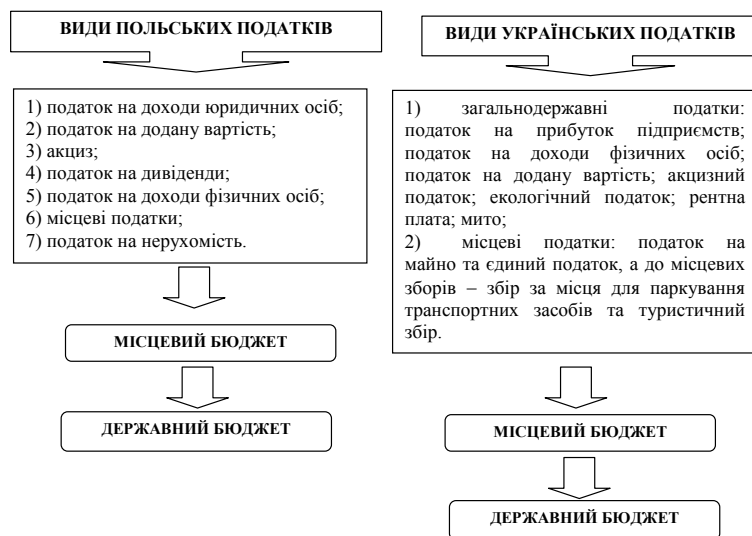 ВИДИ ПОЛЬСЬКИХ ПОДАТКІВ
1) податок на доходи юридичних осіб;
2) податок на додану вартість;
3) акциз;
4) податок на дивіденди;
5) податок на доходи фізичних осіб;
6) місцеві податки;
7) податок на нерухомість.
МІСЦЕВИЙ БЮДЖЕТ
ДЕРЖАВНИЙ БЮДЖЕТ
ВИДИ УКРАЇНСЬКИХ ПОДАТКІВ
1) загальнодержавні податки:
податок на прибуток підприємств;
податок на доходи фізичних осіб;
податок на додану вартість; акцизний
податок; екологічний податок; рентна
плата; мито;
2) місцеві податки: податок на
майно та єдиний податок, а до місцевих
зборів – збір за місця для паркування
транспортних засобів та туристичний
збір.
МІСЦЕВИЙ БЮДЖЕТ
ДЕРЖАВНИЙ БЮДЖЕТ